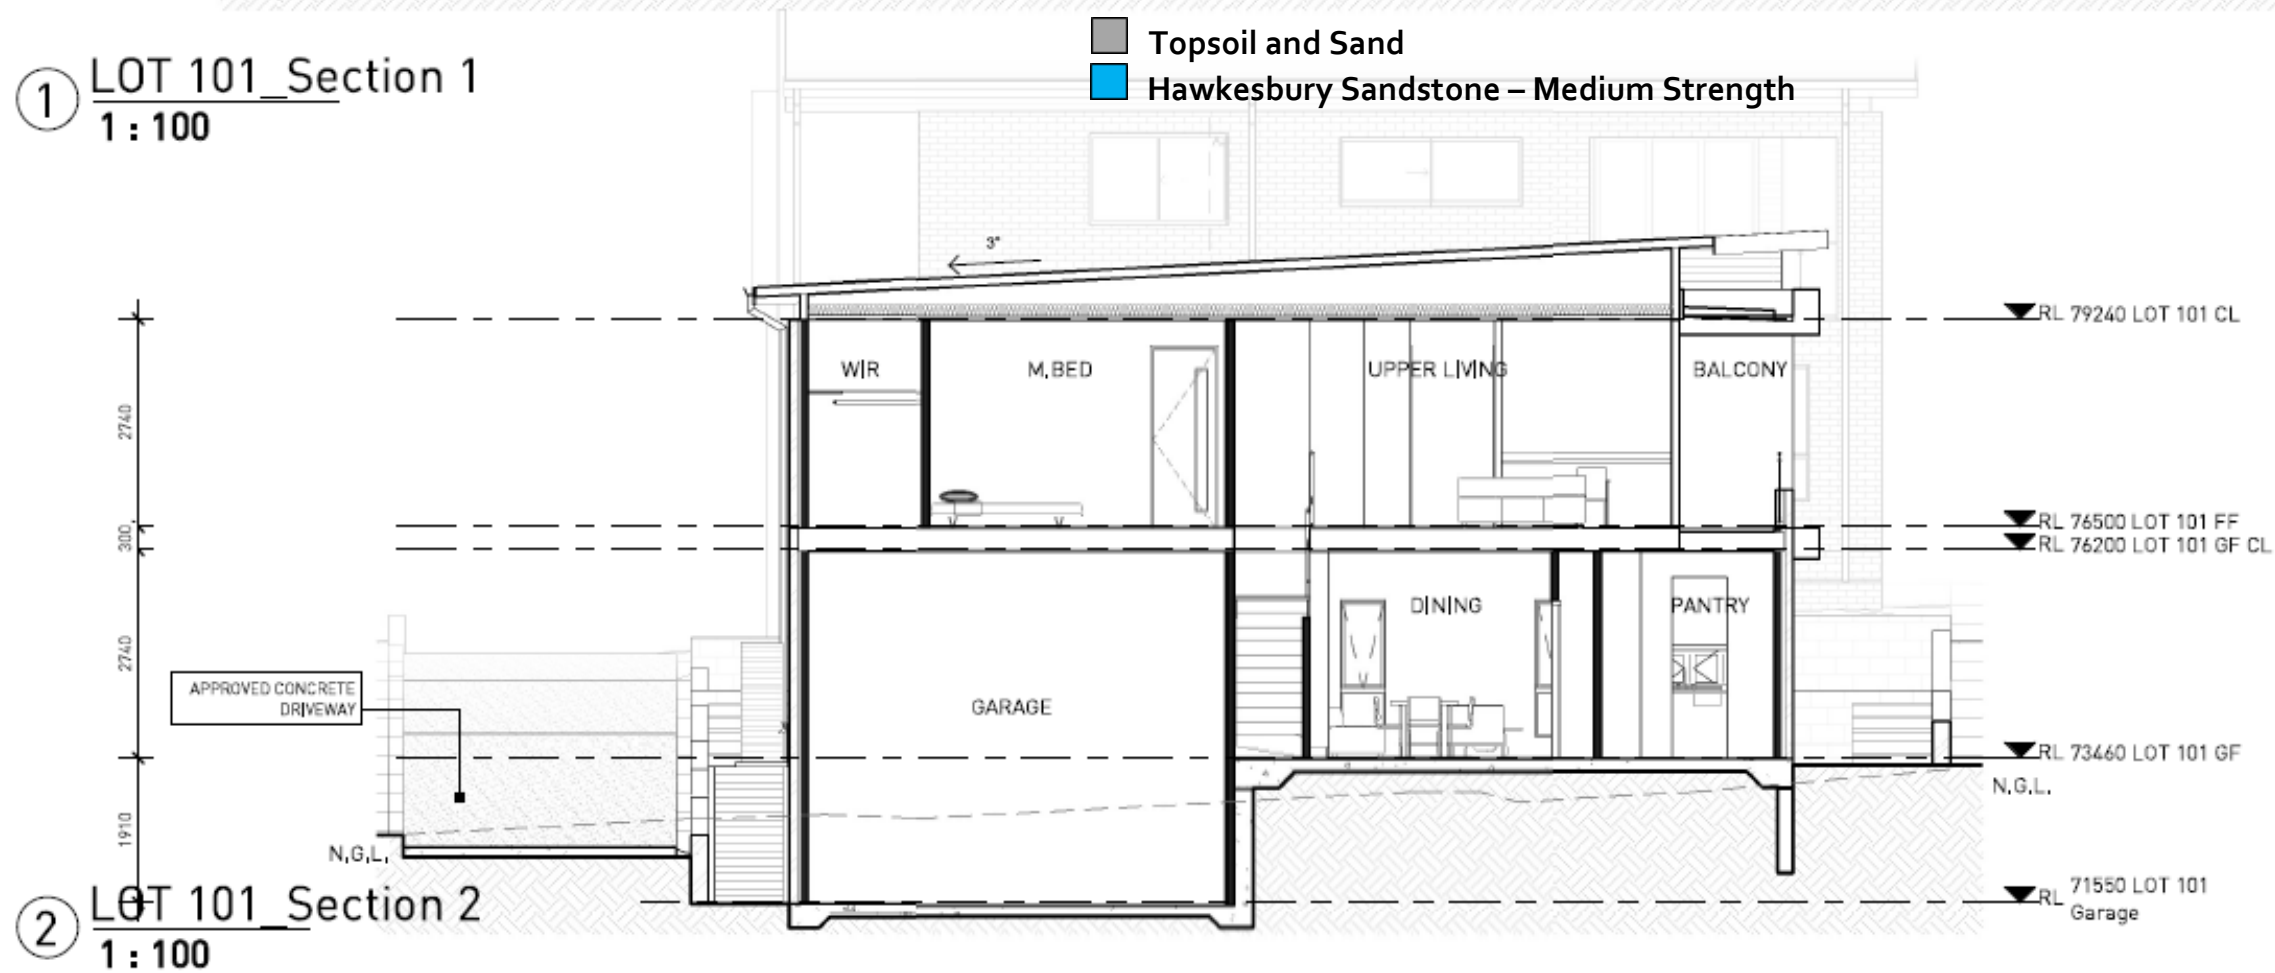 Topsoil and Sand
Hawkesbury Sandstone – Medium Strength
1
LOT 101_Section 1
1 : 100
3°
RL 79240 LOT 101 CL
WIR
M.BED
UPPER LIVING
BALCONY
2740
RL 76500 LOT 101 FF
300
RL 76200 LOT 101 GF CL
DINING
PANTRY
2740
APPROVED CONCRETE
DRIVEWAY
GARAGE
RL 73460 LOT 101 GF
N.G.L.
1910
N.G.L.
RL 71550 LOT 101
Garage
2
LOT 101_Section 2
1 : 100